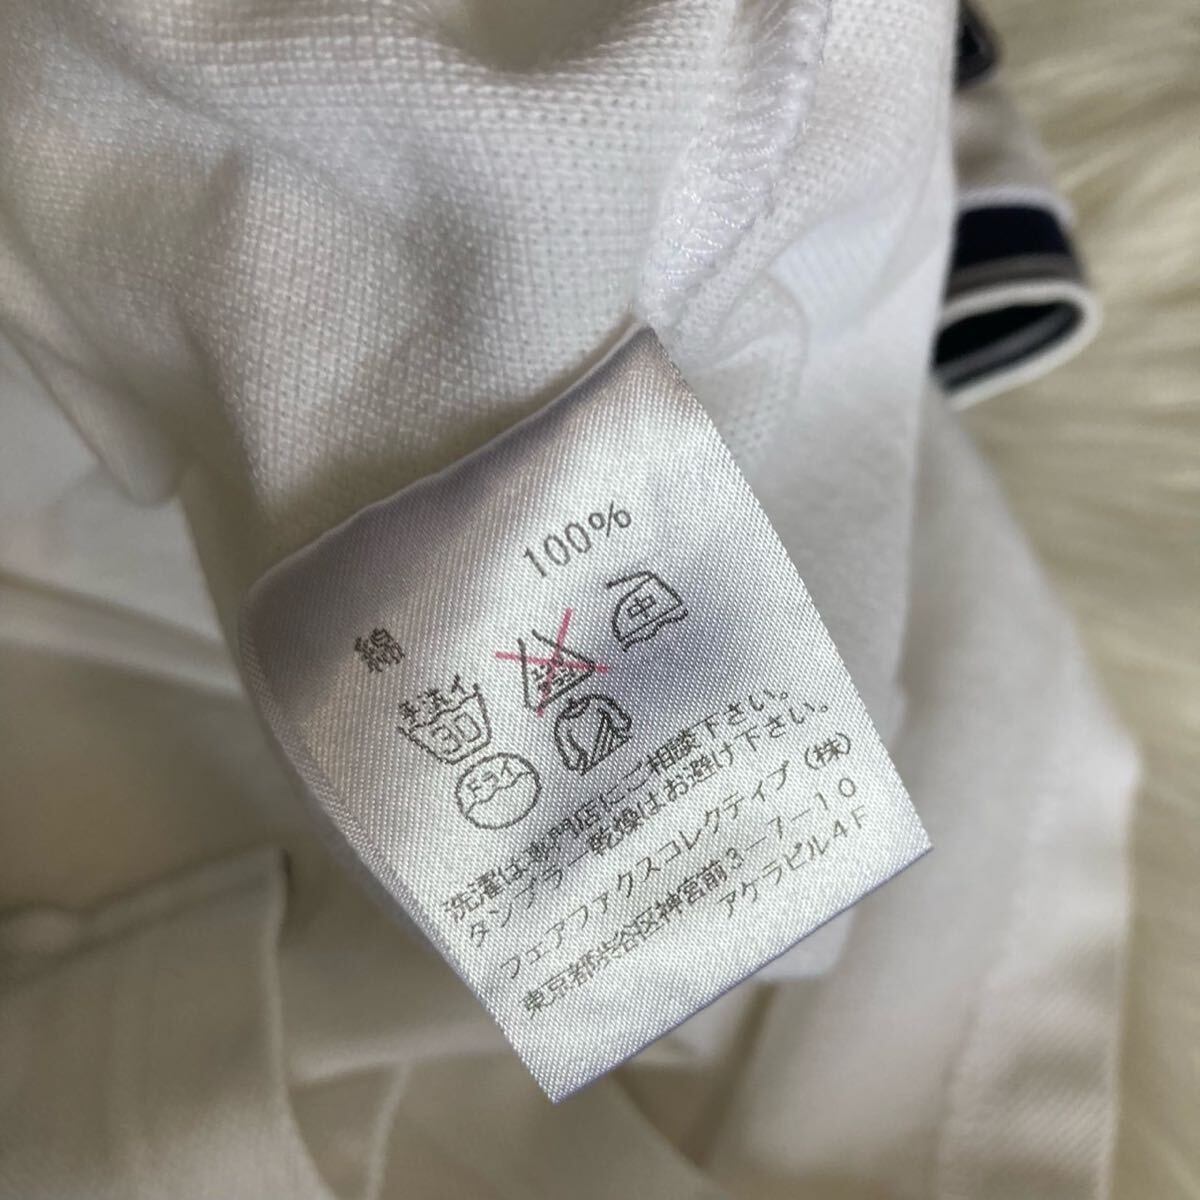 綿 100%
手洗イ 30 中
ドライ
洗濯は専門店にご相談下さい。
タンブラー乾燥はお避け下さい。
フェアファクスコレクティブ(株)
東京都渋谷区神宮前3-7-10
アケラビル4F